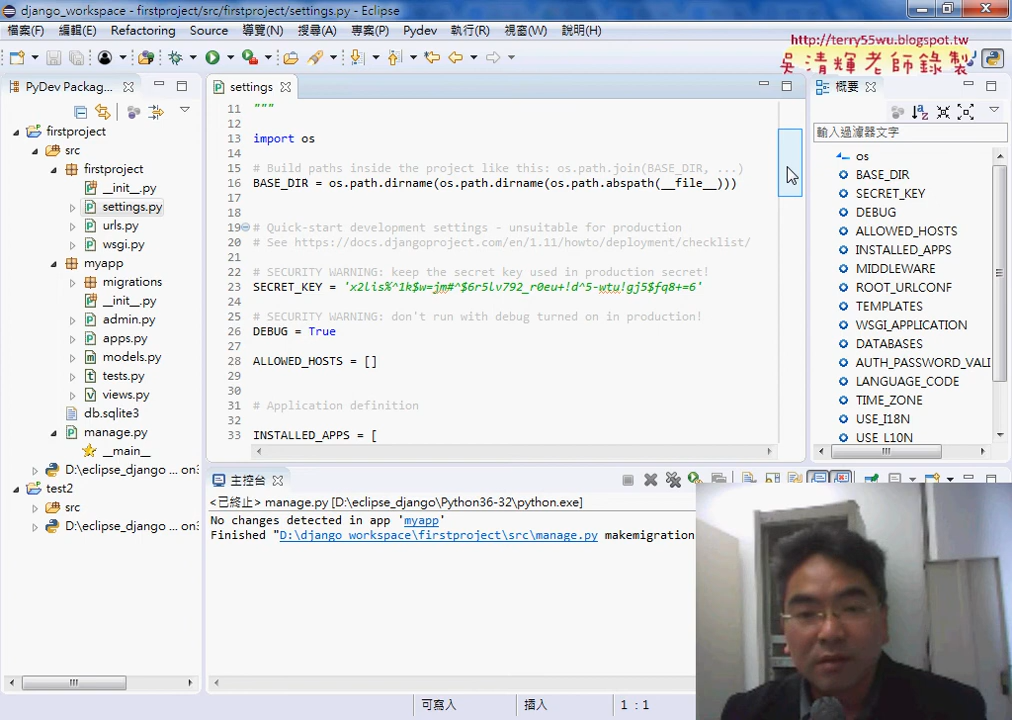 django_workspace - firstproject/src/firstproject/settings.py - Eclipse
檔案(F) 編輯(E) Refactoring Source 導覽(N) 搜尋(A) 專案(P) Pydev 執行(R) 視窗(W) 說明(H)
http://terry55wu.blogspot.tw
吳清輝老師錄製
PyDev Packag...
firstproject
src
firstproject
__init__.py
settings.py
urls.py
wsgi.py
myapp
migrations
__init__.py
admin.py
apps.py
models.py
tests.py
views.py
db.sqlite3
manage.py
__main__
D:\eclipse_django ... on3
test2
src
D:\eclipse_django ... on3
settings
11 """
12
13 import os
14
15 # Build paths inside the project like this: os.path.join(BASE_DIR, ...)
16 BASE_DIR = os.path.dirname(os.path.dirname(os.path.abspath(__file__)))
17
18
19 # Quick-start development settings - unsuitable for production
20 # See https://docs.djangoproject.com/en/1.11/howto/deployment/checklist/
21
22 # SECURITY WARNING: keep the secret key used in production secret!
23 SECRET_KEY = 'x2lis%^1k$w=jm#^$6r5lv792_r0eu+!d^5-wtu!gj5$fq8+=6'
24
25 # SECURITY WARNING: don't run with debug turned on in production!
26 DEBUG = True
27
28 ALLOWED_HOSTS = []
29
30
31 # Application definition
32
33 INSTALLED_APPS = [
概要
輸入過濾器文字
os
BASE_DIR
SECRET_KEY
DEBUG
ALLOWED_HOSTS
INSTALLED_APPS
MIDDLEWARE
ROOT_URLCONF
TEMPLATES
WSGI_APPLICATION
DATABASES
AUTH_PASSWORD_VALI
LANGUAGE_CODE
TIME_ZONE
USE_I18N
USE_L10N
主控台
<已終止> manage.py [D:\eclipse_django\Python36-32\python.exe]
No changes detected in app 'myapp'
Finished "D:\django_workspace\firstproject\src\manage.py makemigration
可寫入 插入 1 : 1